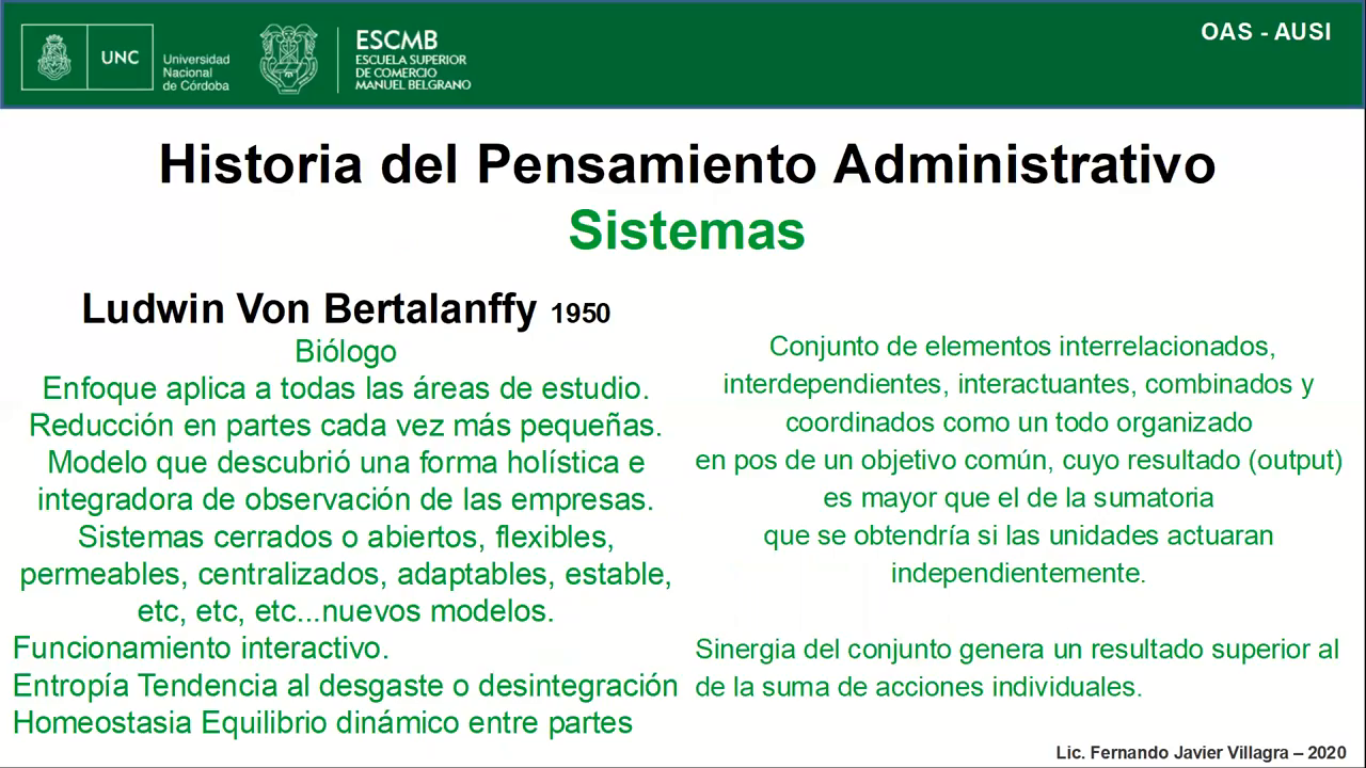 UNC
Universidad
Nacional
de Córdoba
ESCMB
ESCUELA SUPERIOR
DE COMERCIO
MANUEL BELGRANO
OAS - AUSI
Historia del Pensamiento Administrativo
Sistemas
Ludwin Von Bertalanffy 1950
Biólogo
Enfoque aplica a todas las áreas de estudio.
Reducción en partes cada vez más pequeñas.
Modelo que descubrió una forma holística e
integradora de observación de las empresas.
Sistemas cerrados o abiertos, flexibles,
permeables, centralizados, adaptables, estable,
etc, etc, etc...nuevos modelos.
Funcionamiento interactivo.
Entropía Tendencia al desgaste o desintegración
Homeostasia Equilibrio dinámico entre partes
Conjunto de elementos interrelacionados,
interdependientes, interactuantes, combinados y
coordinados como un todo organizado
en pos de un objetivo común, cuyo resultado (output)
es mayor que el de la sumatoria
que se obtendría si las unidades actuaran
independientemente.
Sinergia del conjunto genera un resultado superior al
de la suma de acciones individuales.
Lic. Fernando Javier Villagra – 2020